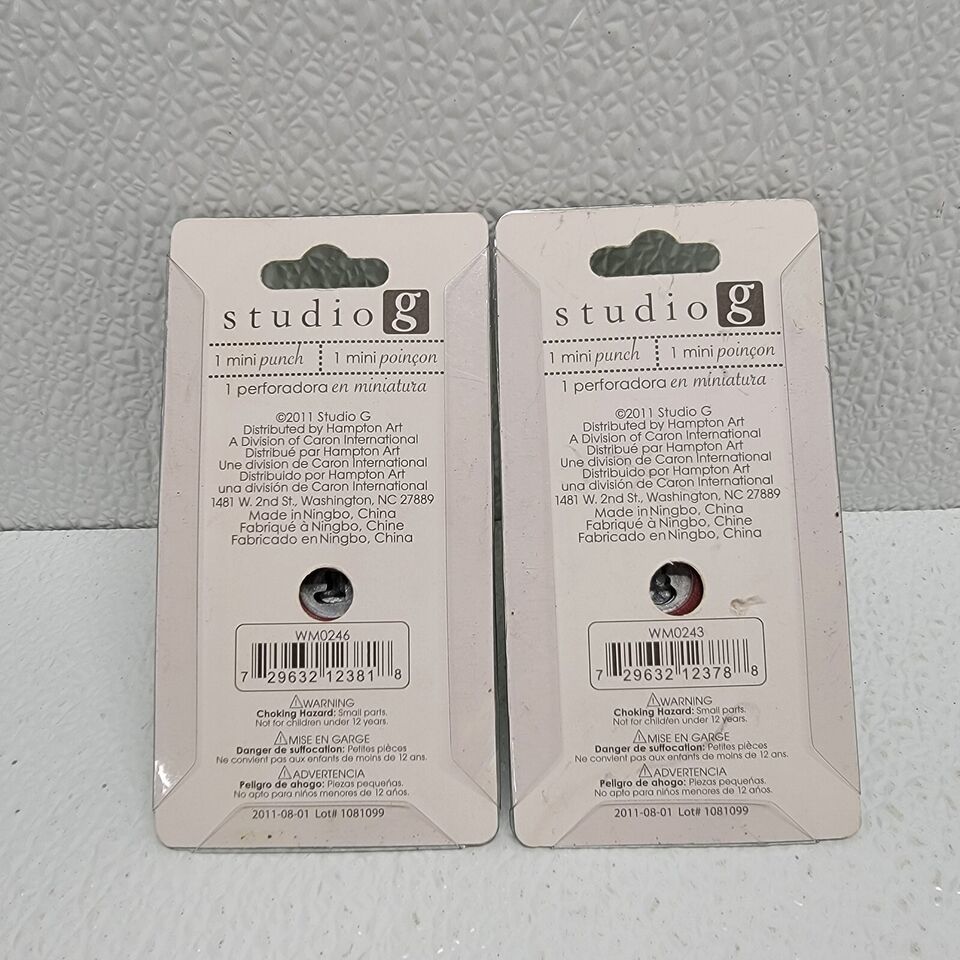 studio g
1 mini punch 1 mini poinçon
1 perforadora en miniatura
©2011 Studio G
Distributed by Hampton Art
A Division of Caron International
Distribué par Hampton Art
Une division de Caron International
Distribuido por Hampton Art
una división de Caron International
1481 W. 2nd St., Washington, NC 27889
Made in Ningbo, China
Fabriqué à Ningbo, Chine
Fabricado en Ningbo, China
WM0246
7 29632 12381 8
WARNING
Choking Hazard: Small parts.
Not for children under 12 years.
MISE EN GARGE
Danger de suffocation: Petites pièces
Ne convient pas aux enfants de moins de 12 ans.
ADVERTENCIA
Peligro de ahogo: Piezas pequeñas.
No apto para niños menores de 12 años.
2011-08-01 Lot# 1081099
studio g
1 mini punch 1 mini poinçon
1 perforadora en miniatura
©2011 Studio G
Distributed by Hampton Art
A Division of Caron International
Distribué par Hampton Art
Une division de Caron International
Distribuido por Hampton Art
una división de Caron International
1481 W. 2nd St., Washington, NC 27889
Made in Ningbo, China
Fabriqué à Ningbo, Chine
Fabricado en Ningbo, China
WM0243
7 29632 12378 8
WARNING
Choking Hazard: Small parts.
Not for children under 12 years.
MISE EN GARGE
Danger de suffocation: Petites pièces
Ne convient pas aux enfants de moins de 12 ans.
ADVERTENCIA
Peligro de ahogo: Piezas pequeñas.
No apto para niños menores de 12 años.
2011-08-01 Lot# 1081099